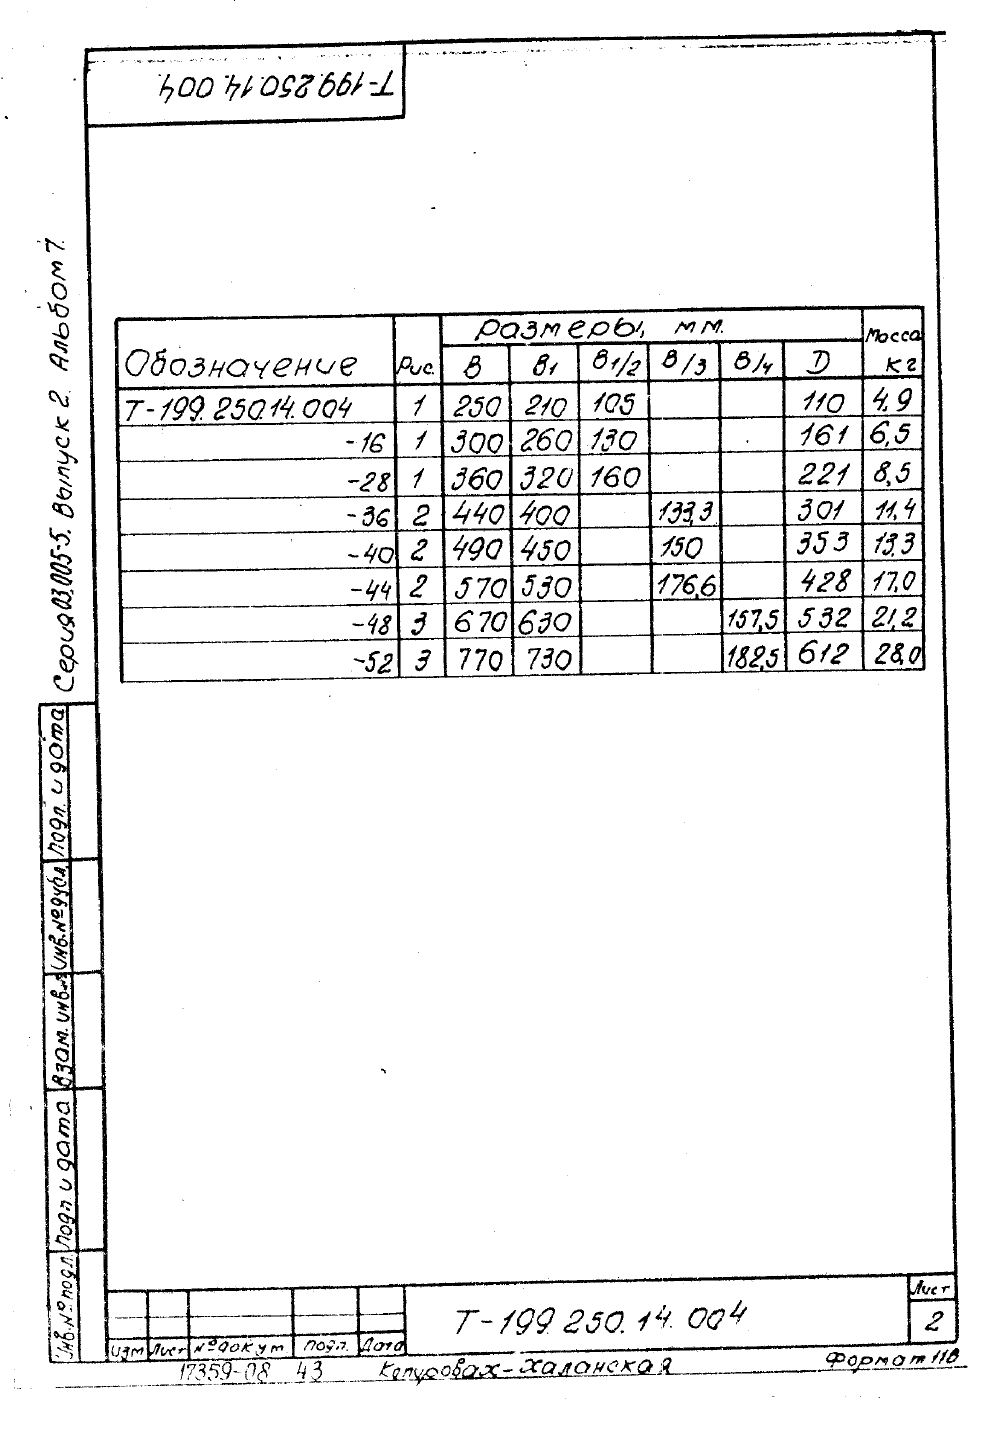 Т-199.250.14.004
Серия 03.005-5. Выпуск 2. Альбом 7.
Обозначение Рис. Размеры, мм. Масса кг
В В1 В1/2 В/3 В/4 D
Т-199.250.14.004 1 250 210 105 110 4,9
-16 1 300 260 130 161 6,5
-28 1 360 320 160 221 8,5
-36 2 440 400 133,3 301 11,4
-40 2 490 450 150 353 13,3
-44 2 570 530 176,6 428 17,0
-48 3 670 630 157,5 532 21,2
-52 3 770 730 182,5 612 28,0
Подп. и дата
Инв. № дубл.
Взам. инв. №
Подп. и дата
Инв. № подл.
Изм Лист № докум Подп. Дата
Т-199.250.14.004
Лист
2
17359-08 43
Формат 11В